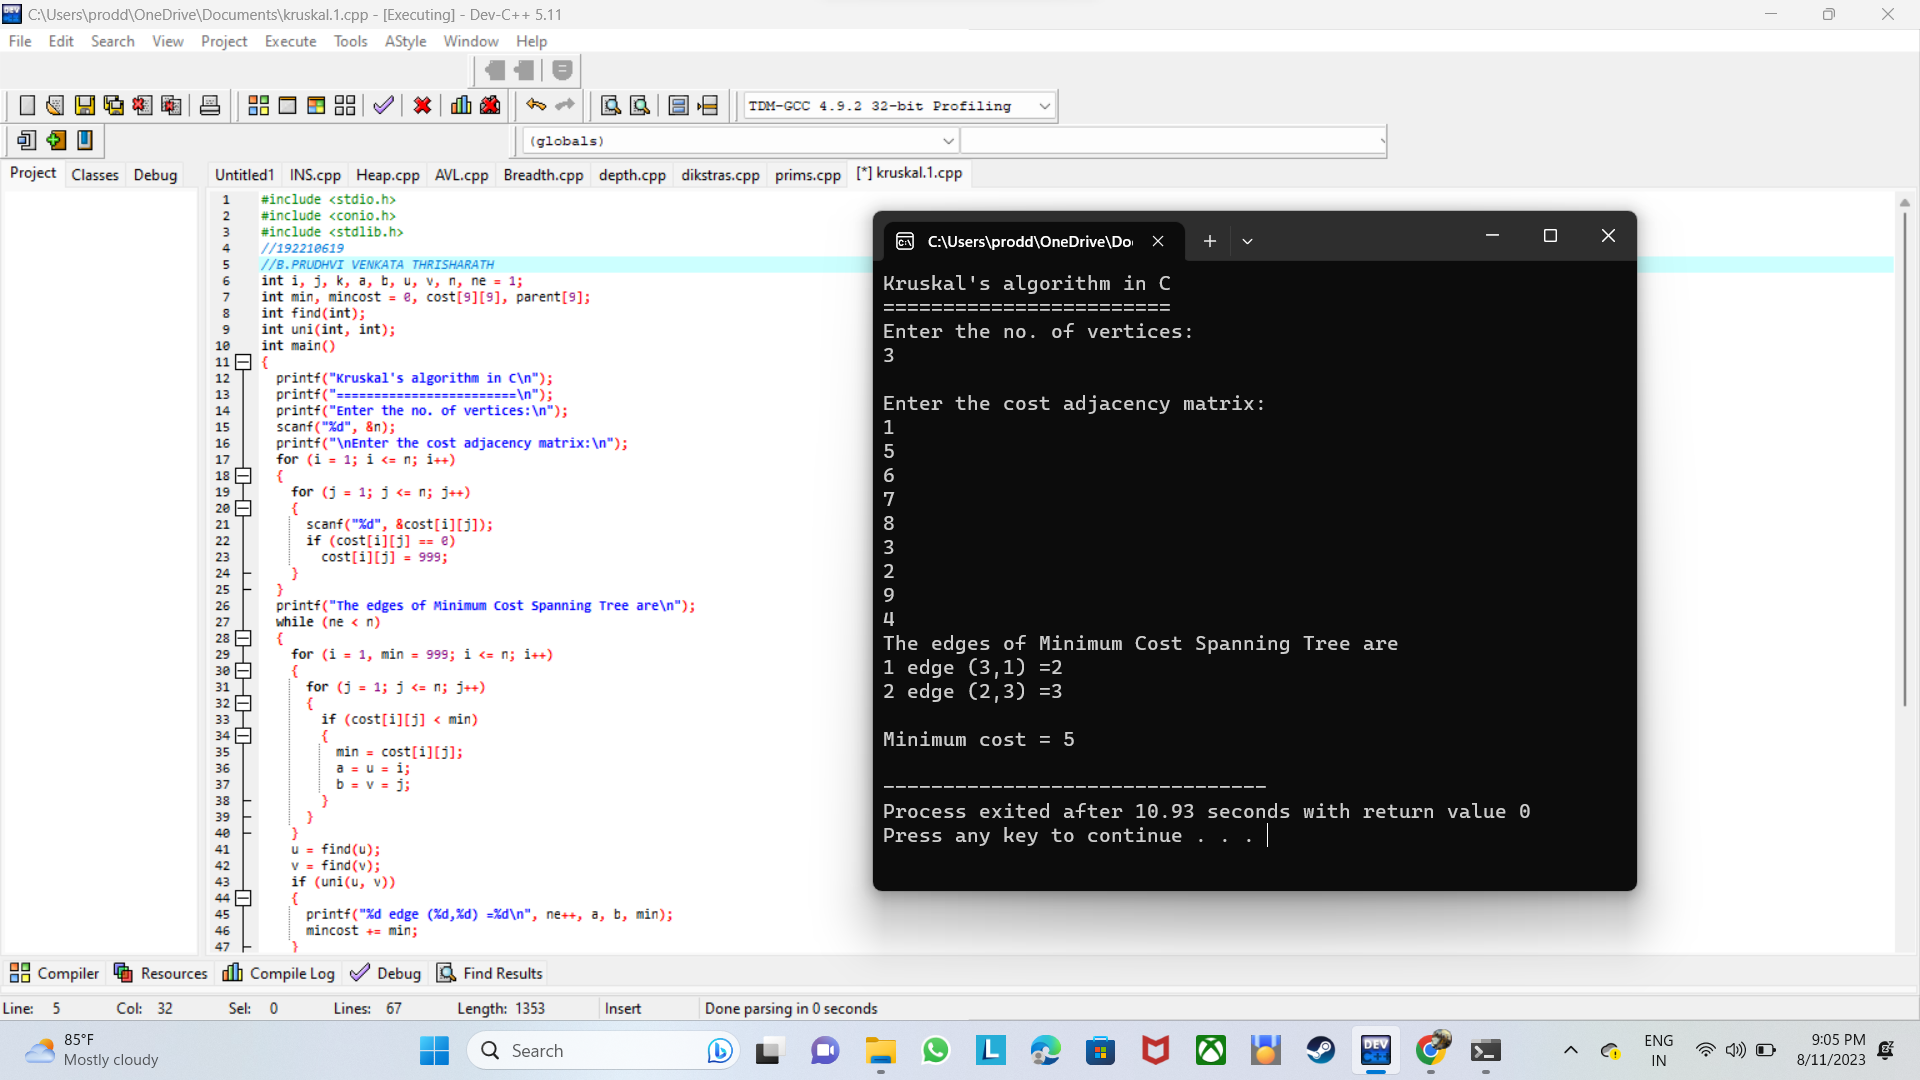 C:\Users\prodd\OneDrive\Documents\kruskal.1.cpp - [Executing] - Dev-C++ 5.11
File Edit Search View Project Execute Tools AStyle Window Help
TDM-GCC 4.9.2 32-bit Profiling
(globals)
Project Classes Debug
Untitled1 INS.cpp Heap.cpp AVL.cpp Breadth.cpp depth.cpp dikstras.cpp prims.cpp [*] kruskal.1.cpp
1 #include <stdio.h>
2 #include <conio.h>
3 #include <stdlib.h>
4 //192210619
5 //B.PRUDHVI VENKATA THRISHARATH
6 int i, j, k, a, b, u, v, n, ne = 1;
7 int min, mincost = 0, cost[9][9], parent[9];
8 int find(int);
9 int uni(int, int);
10 int main()
11 {
12 printf("Kruskal's algorithm in C\n");
13 printf("========================\n");
14 printf("Enter the no. of vertices:\n");
15 scanf("%d", &n);
16 printf("\nEnter the cost adjacency matrix:\n");
17 for (i = 1; i <= n; i++)
18 {
19 for (j = 1; j <= n; j++)
20 {
21 scanf("%d", &cost[i][j]);
22 if (cost[i][j] == 0)
23 cost[i][j] = 999;
24 }
25 }
26 printf("The edges of Minimum Cost Spanning Tree are\n");
27 while (ne < n)
28 {
29 for (i = 1, min = 999; i <= n; i++)
30 {
31 for (j = 1; j <= n; j++)
32 {
33 if (cost[i][j] < min)
34 {
35 min = cost[i][j];
36 a = u = i;
37 b = v = j;
38 }
39 }
40 }
41 u = find(u);
42 v = find(v);
43 if (uni(u, v))
44 {
45 printf("%d edge (%d,%d) =%d\n", ne++, a, b, min);
46 mincost += min;
47 }
C:\Users\prodd\OneDrive\Do
Kruskal's algorithm in C
========================
Enter the no. of vertices:
3
Enter the cost adjacency matrix:
1
5
6
7
8
3
2
9
4
The edges of Minimum Cost Spanning Tree are
1 edge (3,1) =2
2 edge (2,3) =3
Minimum cost = 5
--------------------------------
Process exited after 10.93 seconds with return value 0
Press any key to continue . . .
Compiler Resources Compile Log Debug Find Results
Line: 5 Col: 32 Sel: 0 Lines: 67 Length: 1353 Insert Done parsing in 0 seconds
85°F
Mostly cloudy
Search
DEV C++
ENG
IN
9:05 PM
8/11/2023